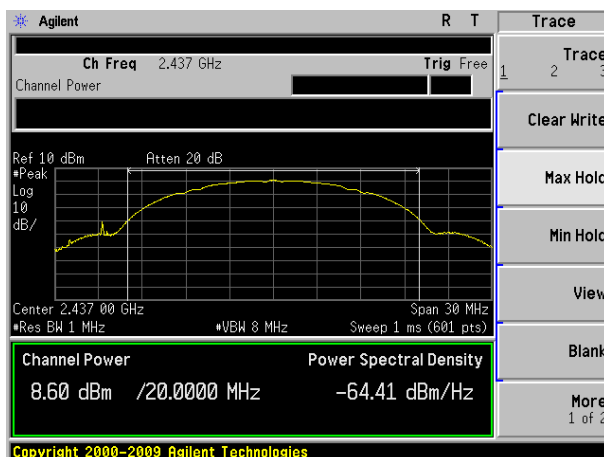 Agilent R T Trace
Ch Freq 2.437 GHz Trig Free
Channel Power
Trace
1 2 3
Clear Write
Max Hold
Min Hold
View
Blank
More
1 of 2
Ref 10 dBm Atten 20 dB
#Peak
Log
10
dB/
Center 2.437 00 GHz Span 30 MHz
#Res BW 1 MHz #VBW 8 MHz Sweep 1 ms (601 pts)
Channel Power Power Spectral Density
8.60 dBm /20.0000 MHz -64.41 dBm/Hz
Copyright 2000-2009 Agilent Technologies